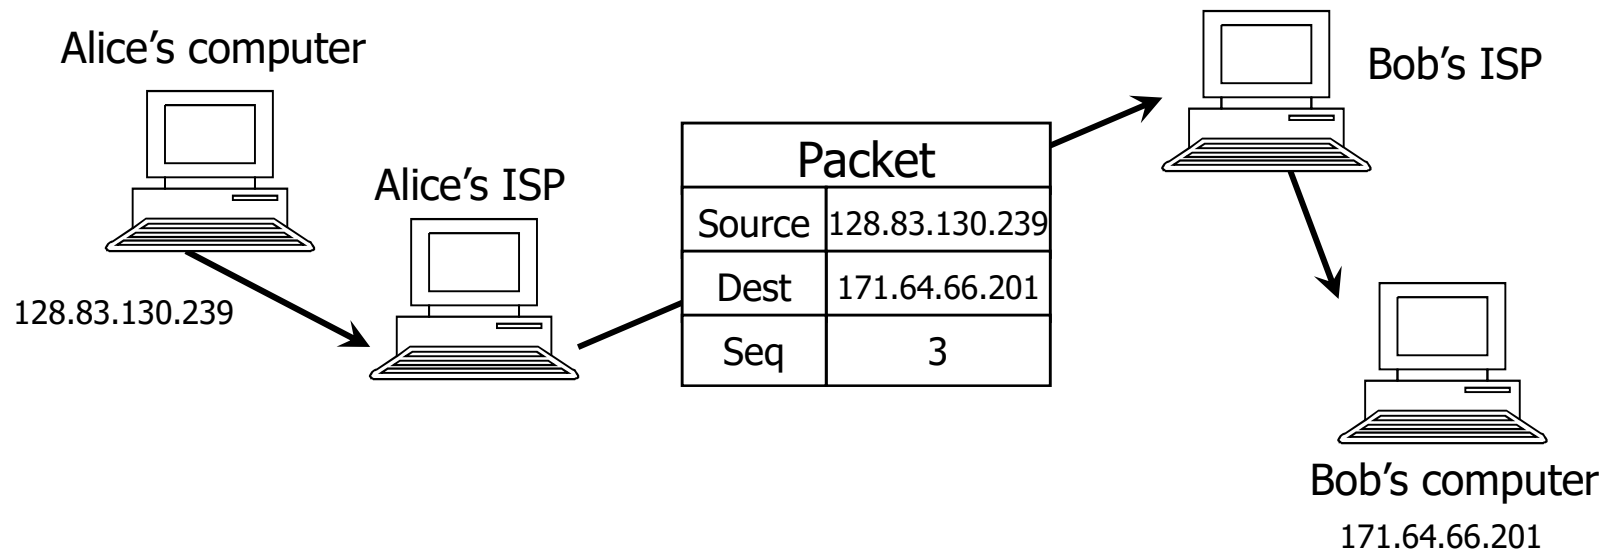 Alice’s computer
128.83.130.239
Alice’s ISP
Packet
Source 128.83.130.239
Dest 171.64.66.201
Seq 3
Bob’s ISP
Bob’s computer
171.64.66.201